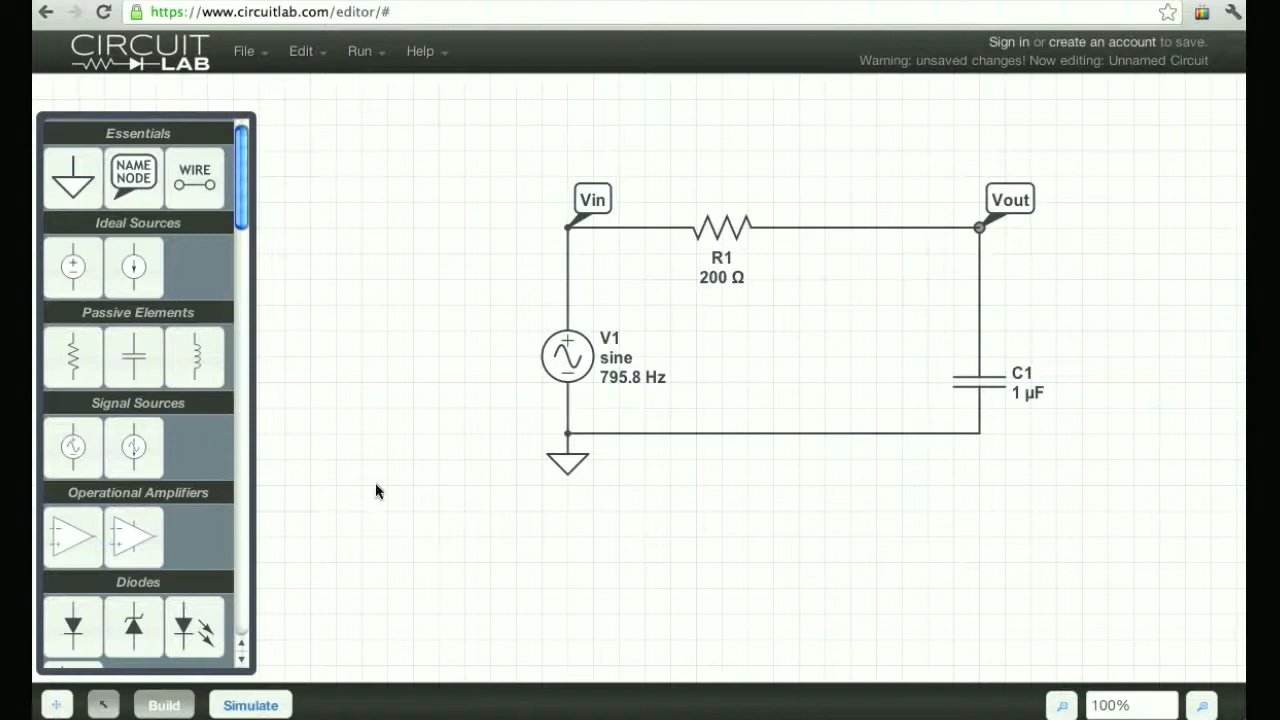 https://www.circuitlab.com/editor/#
CIRCUIT
LAB
File Edit Run Help
Sign in or create an account to save.
Warning: unsaved changes! Now editing: Unnamed Circuit
Essentials
NAME
NODE
WIRE
Ideal Sources
Passive Elements
Signal Sources
Operational Amplifiers
Diodes
Vin
Vout
R1
200 Ω
V1
sine
795.8 Hz
C1
1 µF
Build Simulate 100%